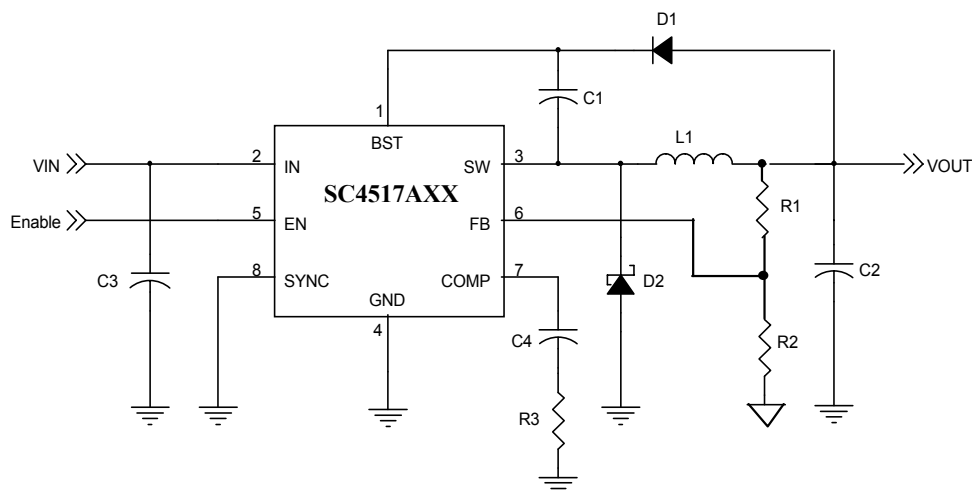 D1
C1
1
BST
VIN
2
IN
SW
3
L1
VOUT
SC4517AXX
Enable
5
EN
FB
6
R1
C3
8
SYNC
COMP
7
D2
C2
GND
4
C4
R2
R3